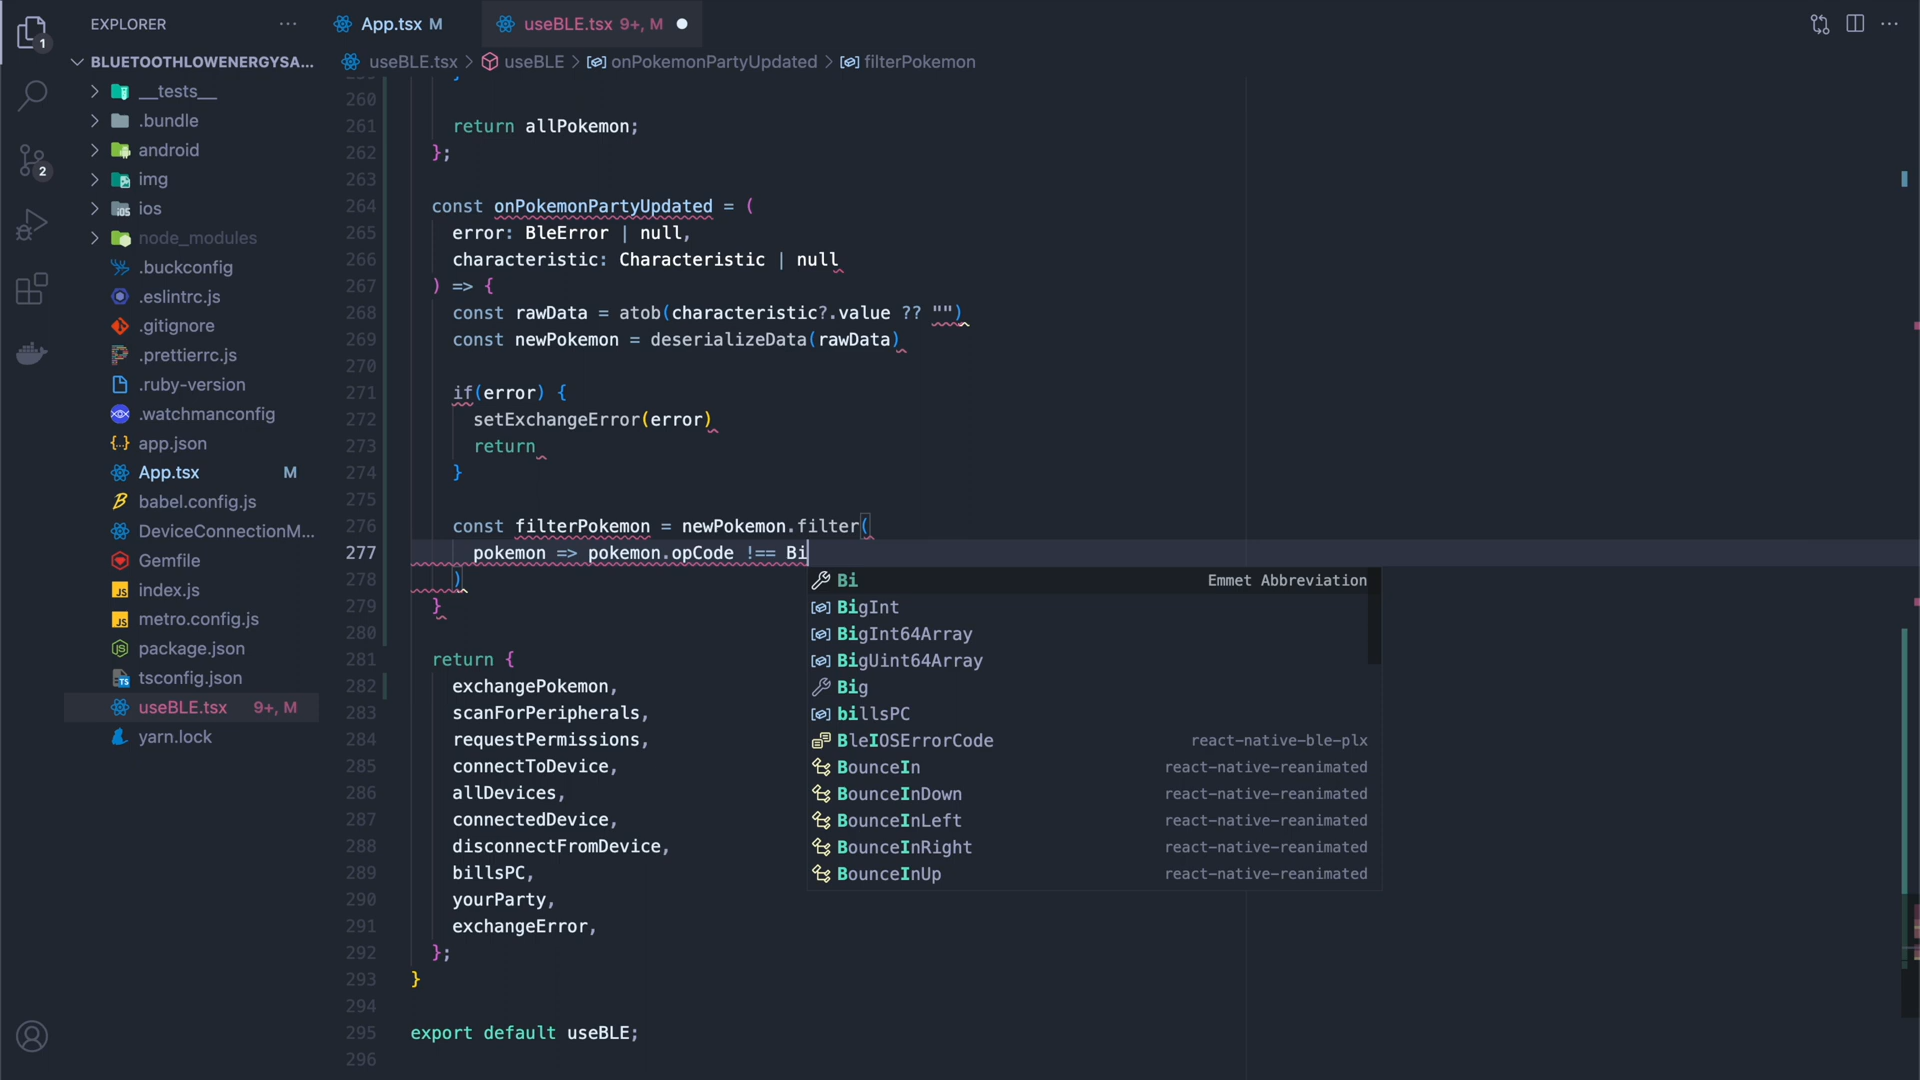 EXPLORER
App.tsx M
useBLE.tsx 9+, M
1
BLUETOOTHLOWENERGYSA...
useBLE.tsx > useBLE > onPokemonPartyUpdated > filterPokemon
__tests__
.bundle
android
img
ios
node_modules
.buckconfig
.eslintrc.js
.gitignore
.prettierrc.js
.ruby-version
.watchmanconfig
app.json
App.tsx M
babel.config.js
DeviceConnectionM...
Gemfile
index.js
metro.config.js
package.json
tsconfig.json
useBLE.tsx 9+, M
yarn.lock
2
260
261 return allPokemon;
262 };
263
264 const onPokemonPartyUpdated = (
265 error: BleError | null,
266 characteristic: Characteristic | null
267 ) => {
268 const rawData = atob(characteristic?.value ?? "")
269 const newPokemon = deserializeData(rawData)
270
271 if(error) {
272 setExchangeError(error)
273 return
274 }
275
276 const filterPokemon = newPokemon.filter(
277 pokemon => pokemon.opCode !== Bi
278 )
279 }
280
281 return {
282 exchangePokemon,
283 scanForPeripherals,
284 requestPermissions,
285 connectToDevice,
286 allDevices,
287 connectedDevice,
288 disconnectFromDevice,
289 billsPC,
290 yourParty,
291 exchangeError,
292 };
293 }
294
295 export default useBLE;
296
Bi Emmet Abbreviation
BigInt
BigInt64Array
BigUint64Array
Big
billsPC
BleIOSErrorCode react-native-ble-plx
BounceIn react-native-reanimated
BounceInDown react-native-reanimated
BounceInLeft react-native-reanimated
BounceInRight react-native-reanimated
BounceInUp react-native-reanimated